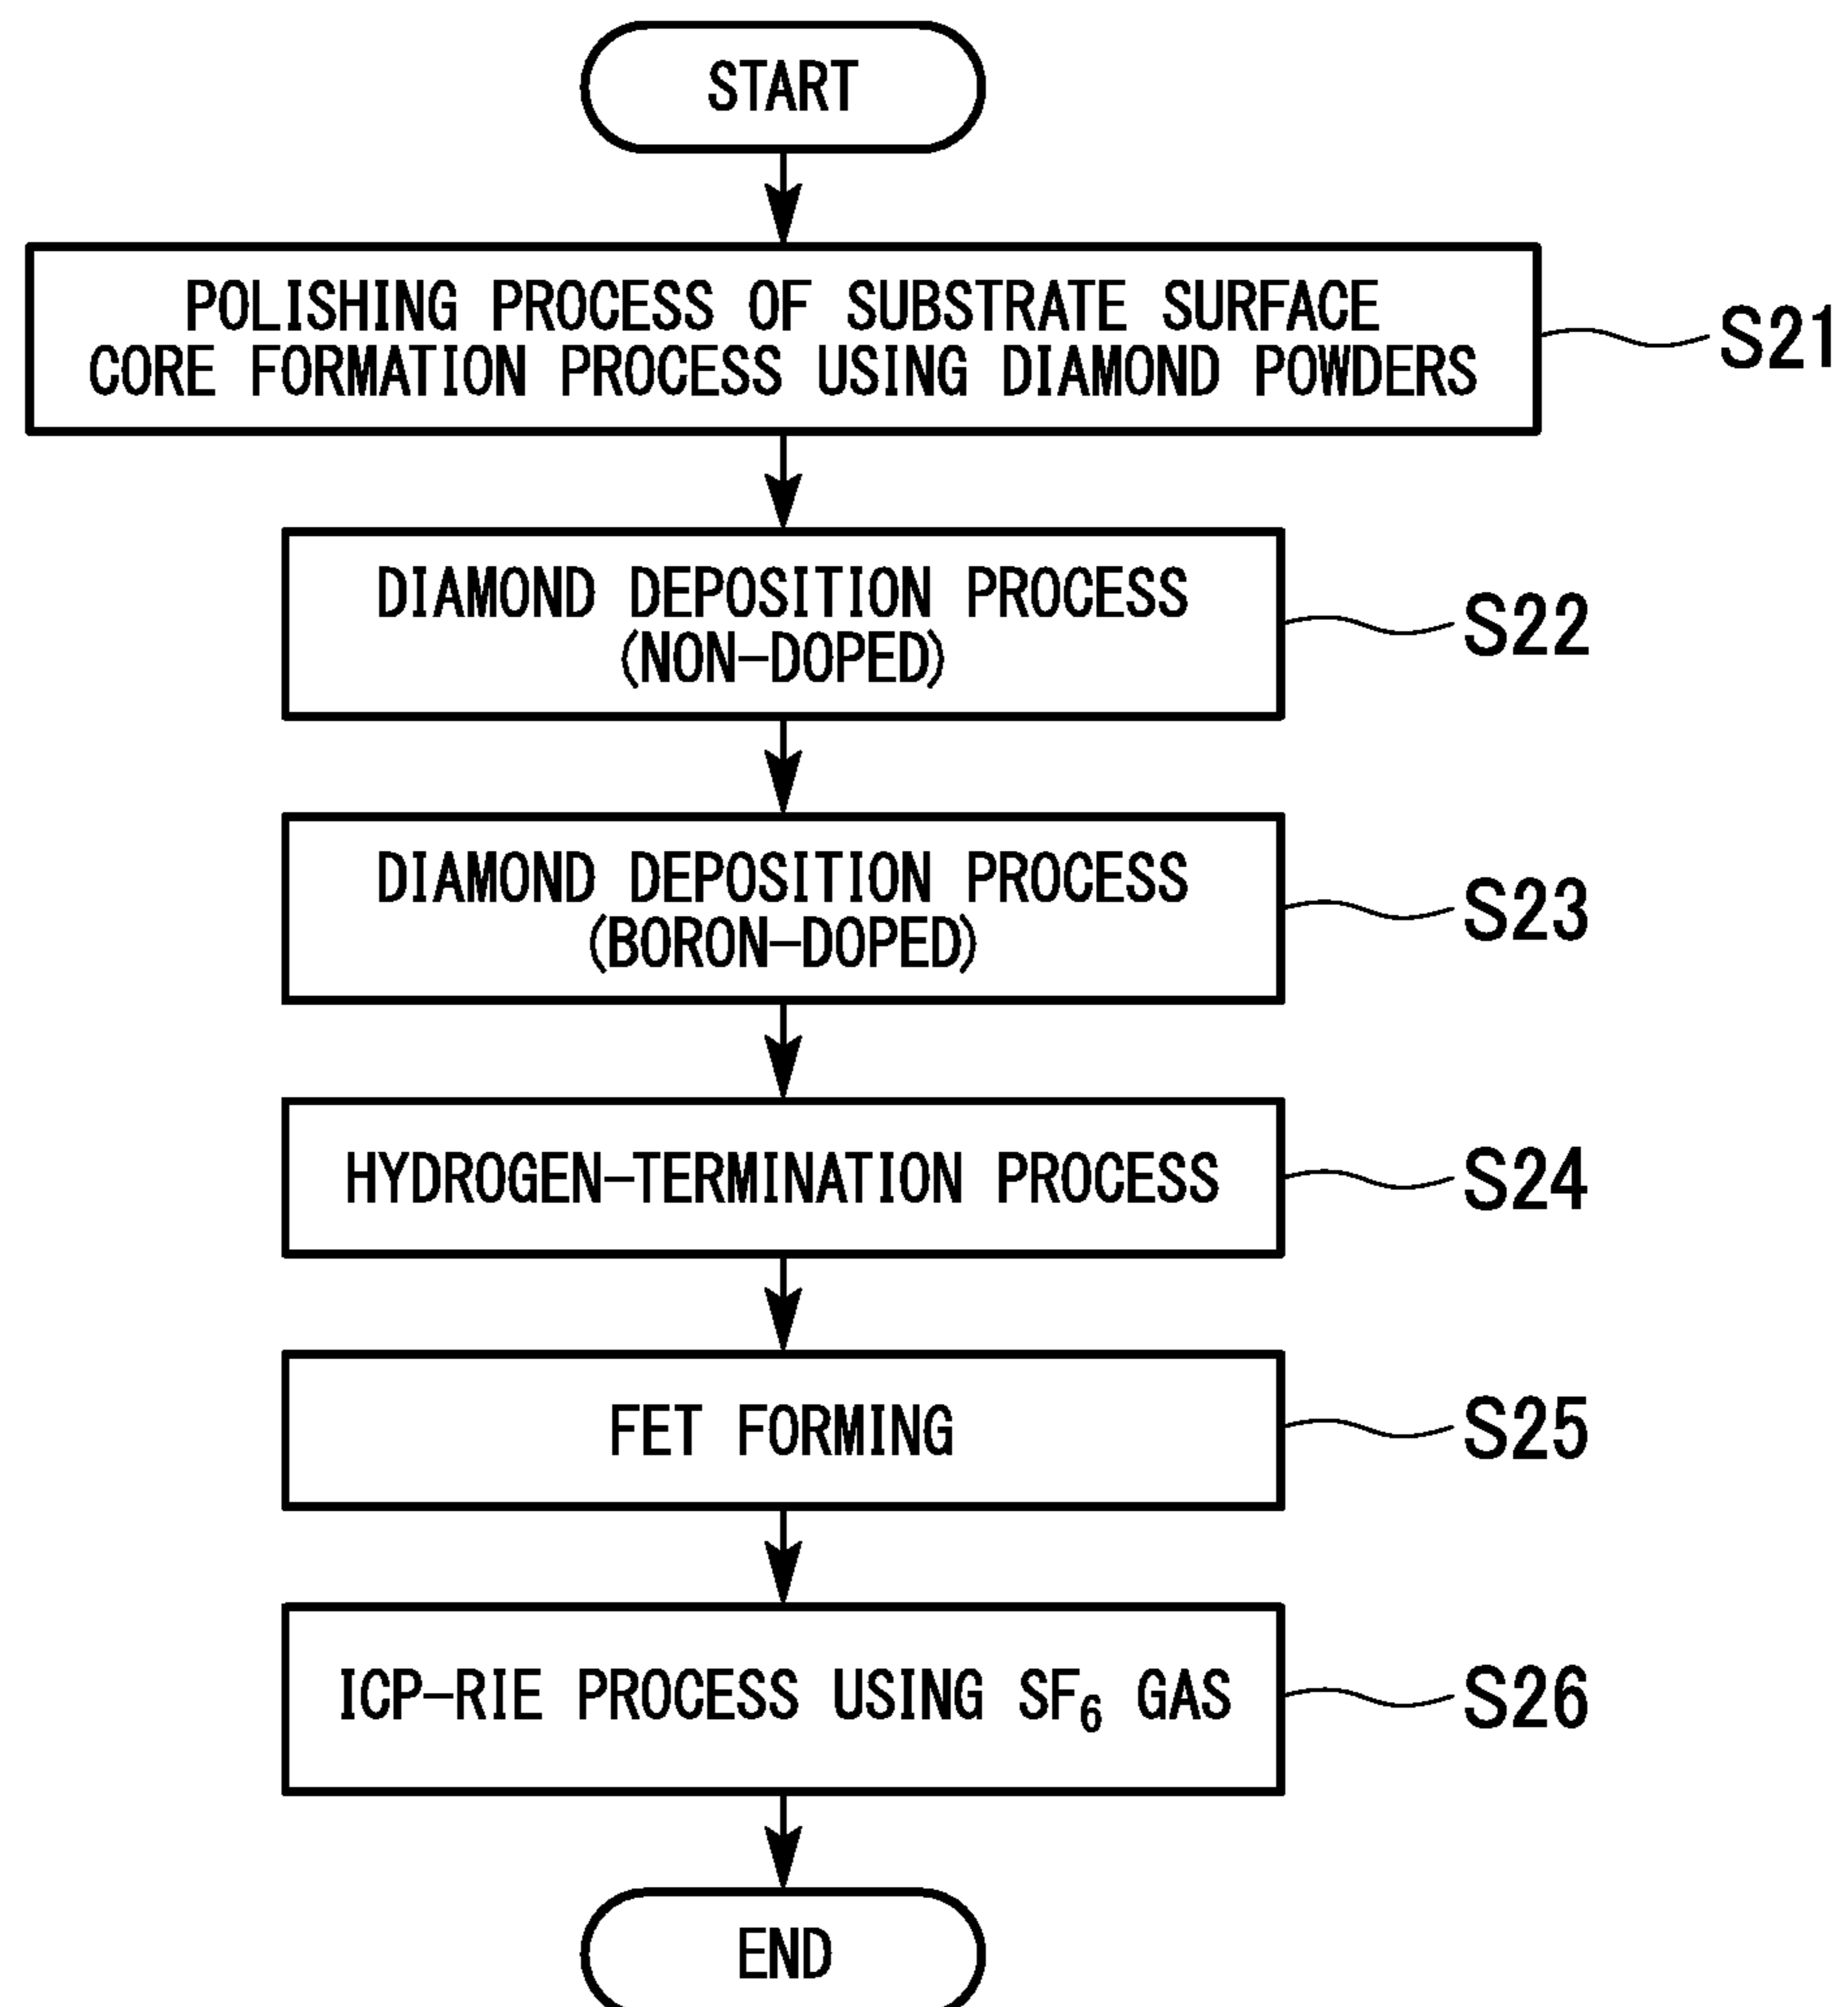 START
POLISHING PROCESS OF SUBSTRATE SURFACE
CORE FORMATION PROCESS USING DIAMOND POWDERS
S21
DIAMOND DEPOSITION PROCESS
(NON-DOPED)
S22
DIAMOND DEPOSITION PROCESS
(BORON-DOPED)
S23
HYDROGEN-TERMINATION PROCESS
S24
FET FORMING
S25
ICP-RIE PROCESS USING SF₆ GAS
S26
END